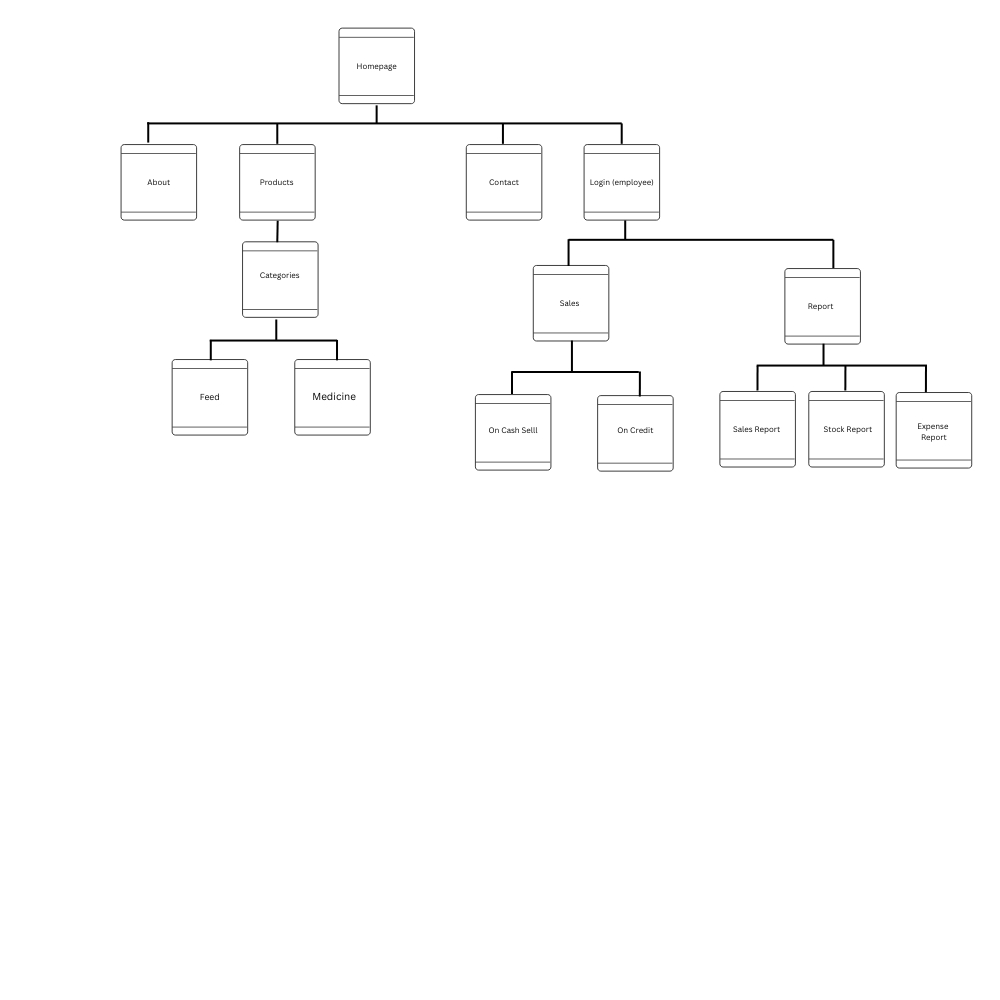 Homepage
About
Products
Contact
Login (employee)
Categories
Sales
Report
Feed
Medicine
On Cash Selll
On Credit
Sales Report
Stock Report
Expense
Report